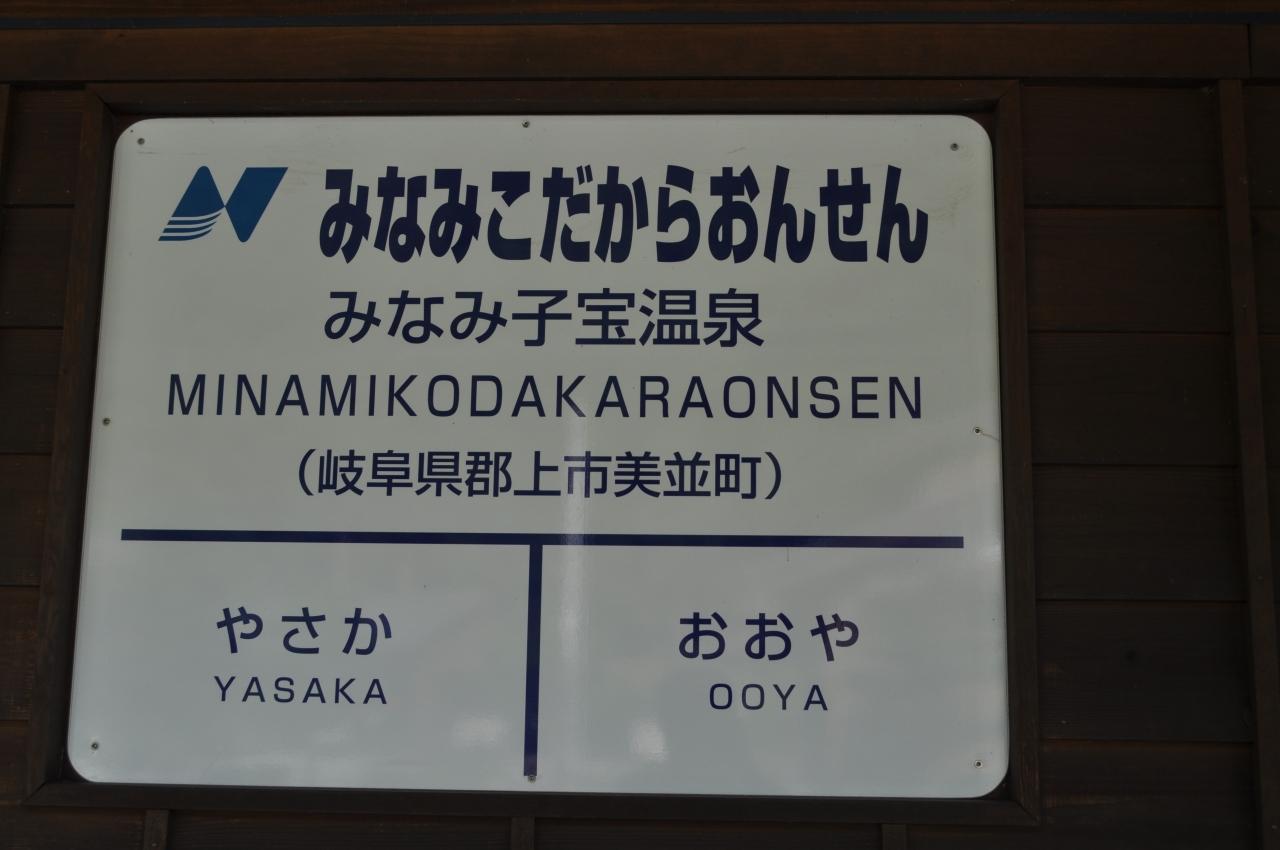 みなみこだからおんせん
みなみ子宝温泉
MINAMIKODAKARAONSEN
（岐阜県郡上市美並町）
やさか
YASAKA
おおや
OOYA